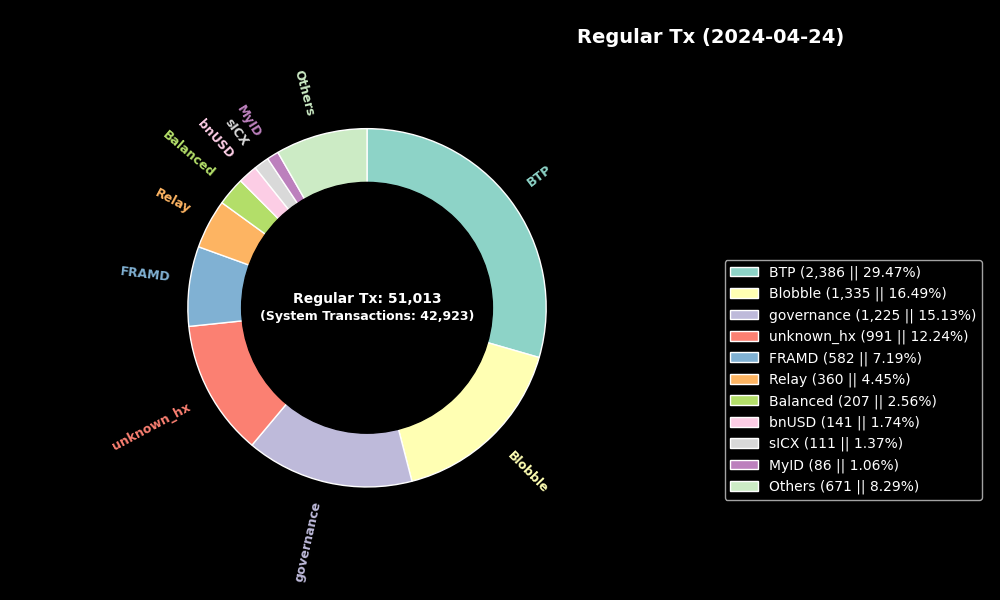 Regular Tx (2024-04-24)
Others
MyID
sICX
bnUSD
Balanced
Relay
FRAMD
unknown_hx
governance
Blobble
BTP
Regular Tx: 51,013
(System Transactions: 42,923)
BTP (2,386 || 29.47%)
Blobble (1,335 || 16.49%)
governance (1,225 || 15.13%)
unknown_hx (991 || 12.24%)
FRAMD (582 || 7.19%)
Relay (360 || 4.45%)
Balanced (207 || 2.56%)
bnUSD (141 || 1.74%)
sICX (111 || 1.37%)
MyID (86 || 1.06%)
Others (671 || 8.29%)